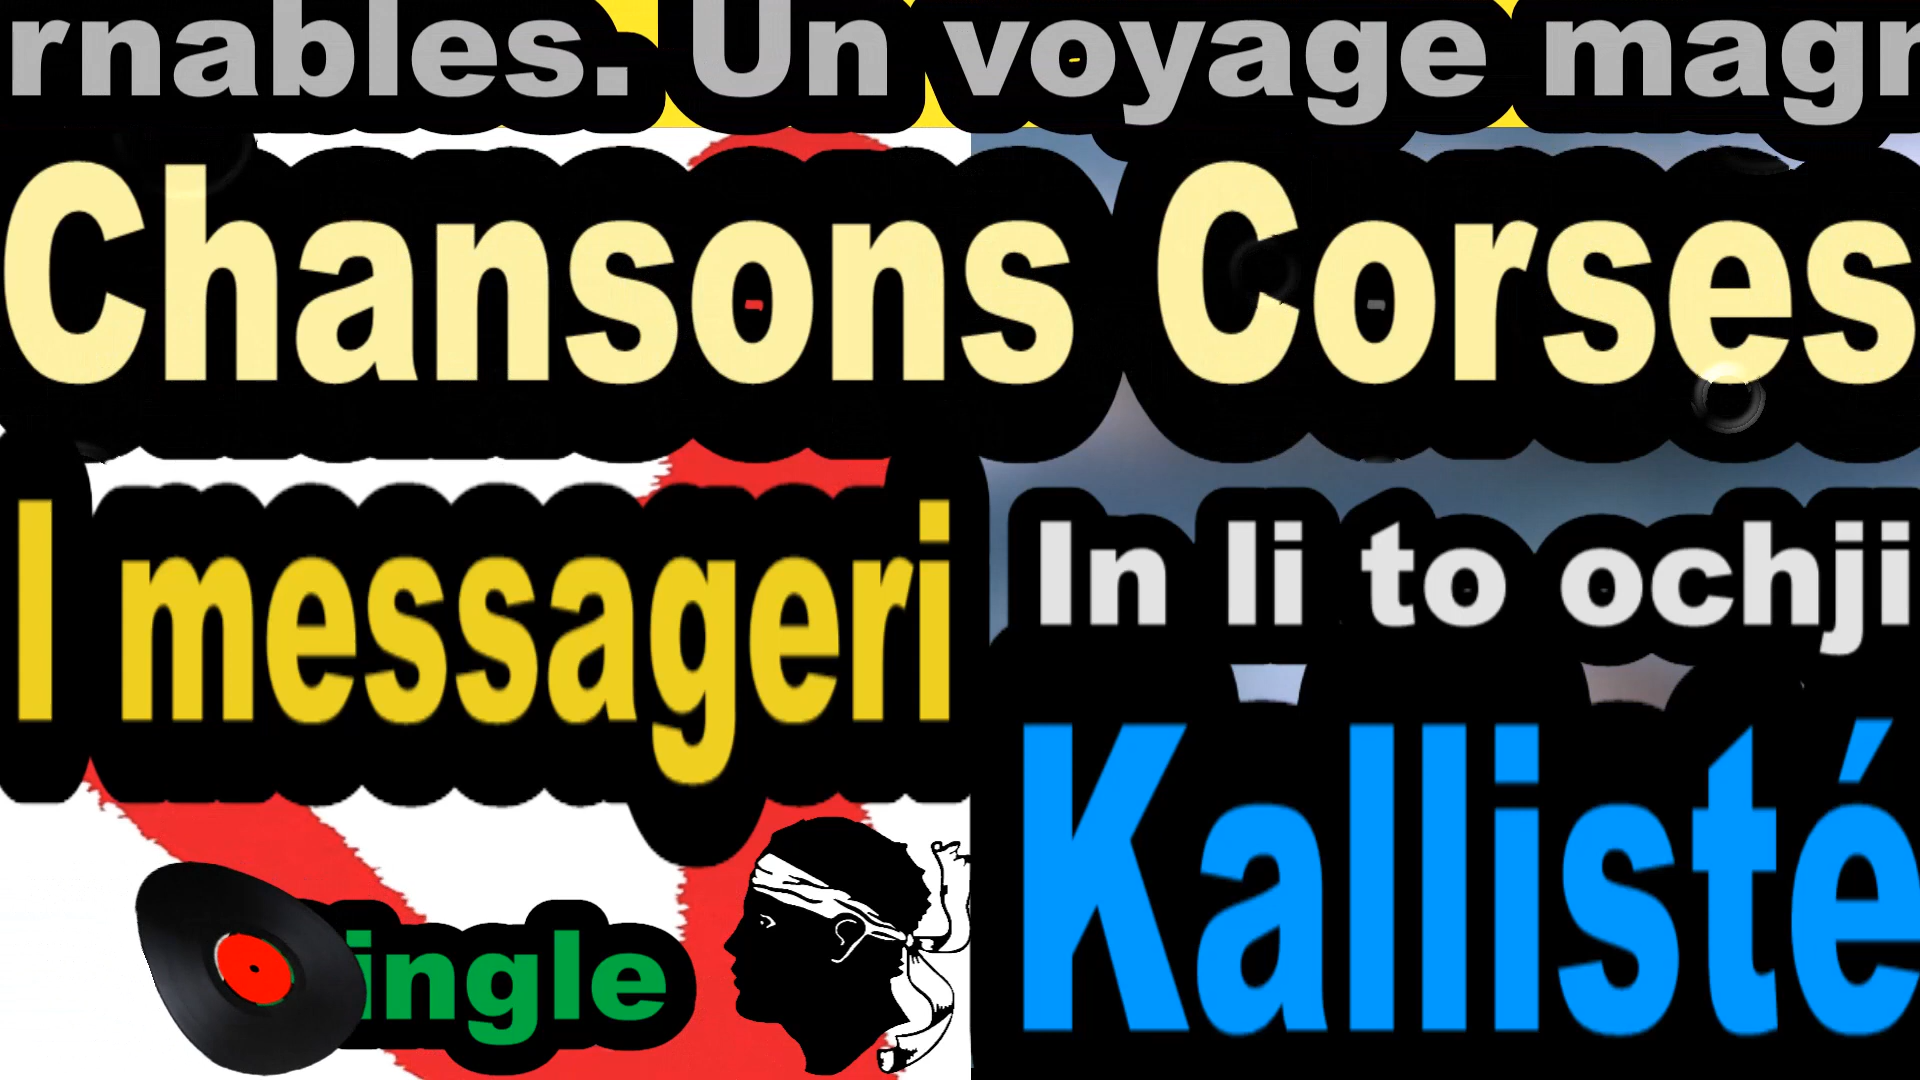 rnables. Un voyage magn
Chansons Corses
I messageri
In li to ochji
Kallisté
ingle